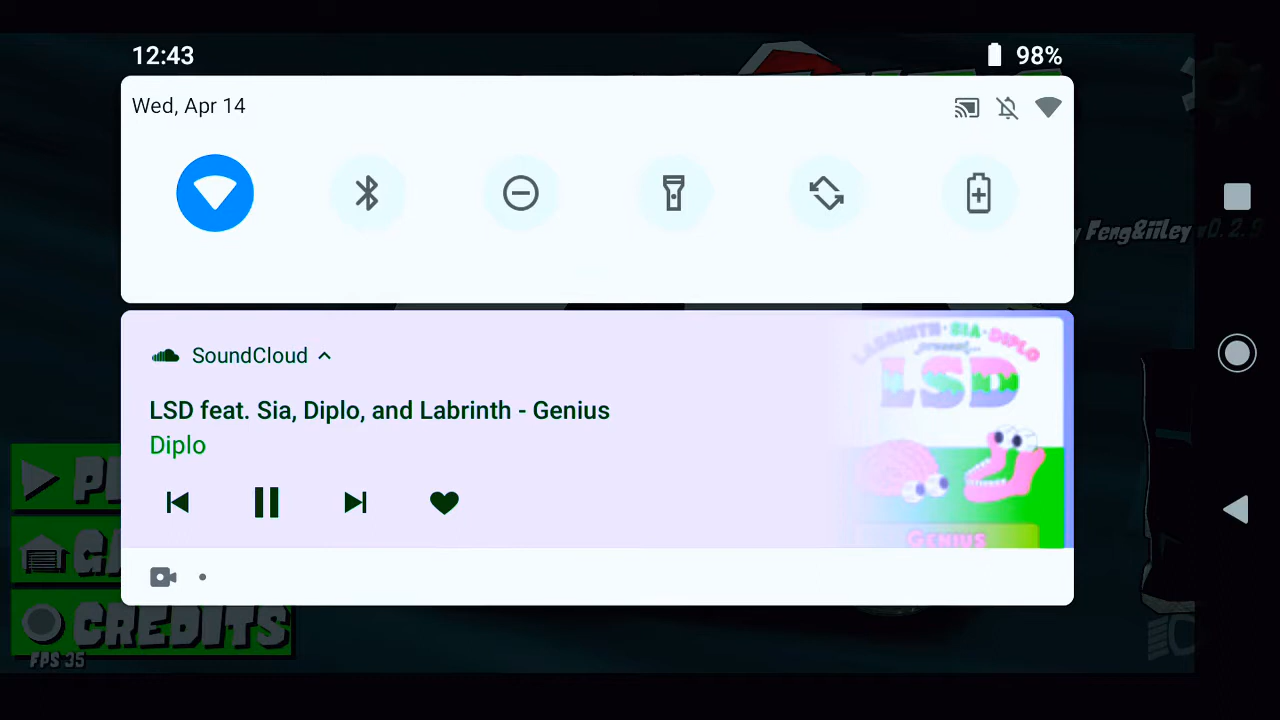 12:43
98%
Wed, Apr 14
y Feng&iiley v0.2.
SoundCloud
LSD feat. Sia, Diplo, and Labrinth - Genius
Diplo
LABRINTH·SIA·DIPLO
present...
LSD
GENIUS
CREDITS
FPS 35